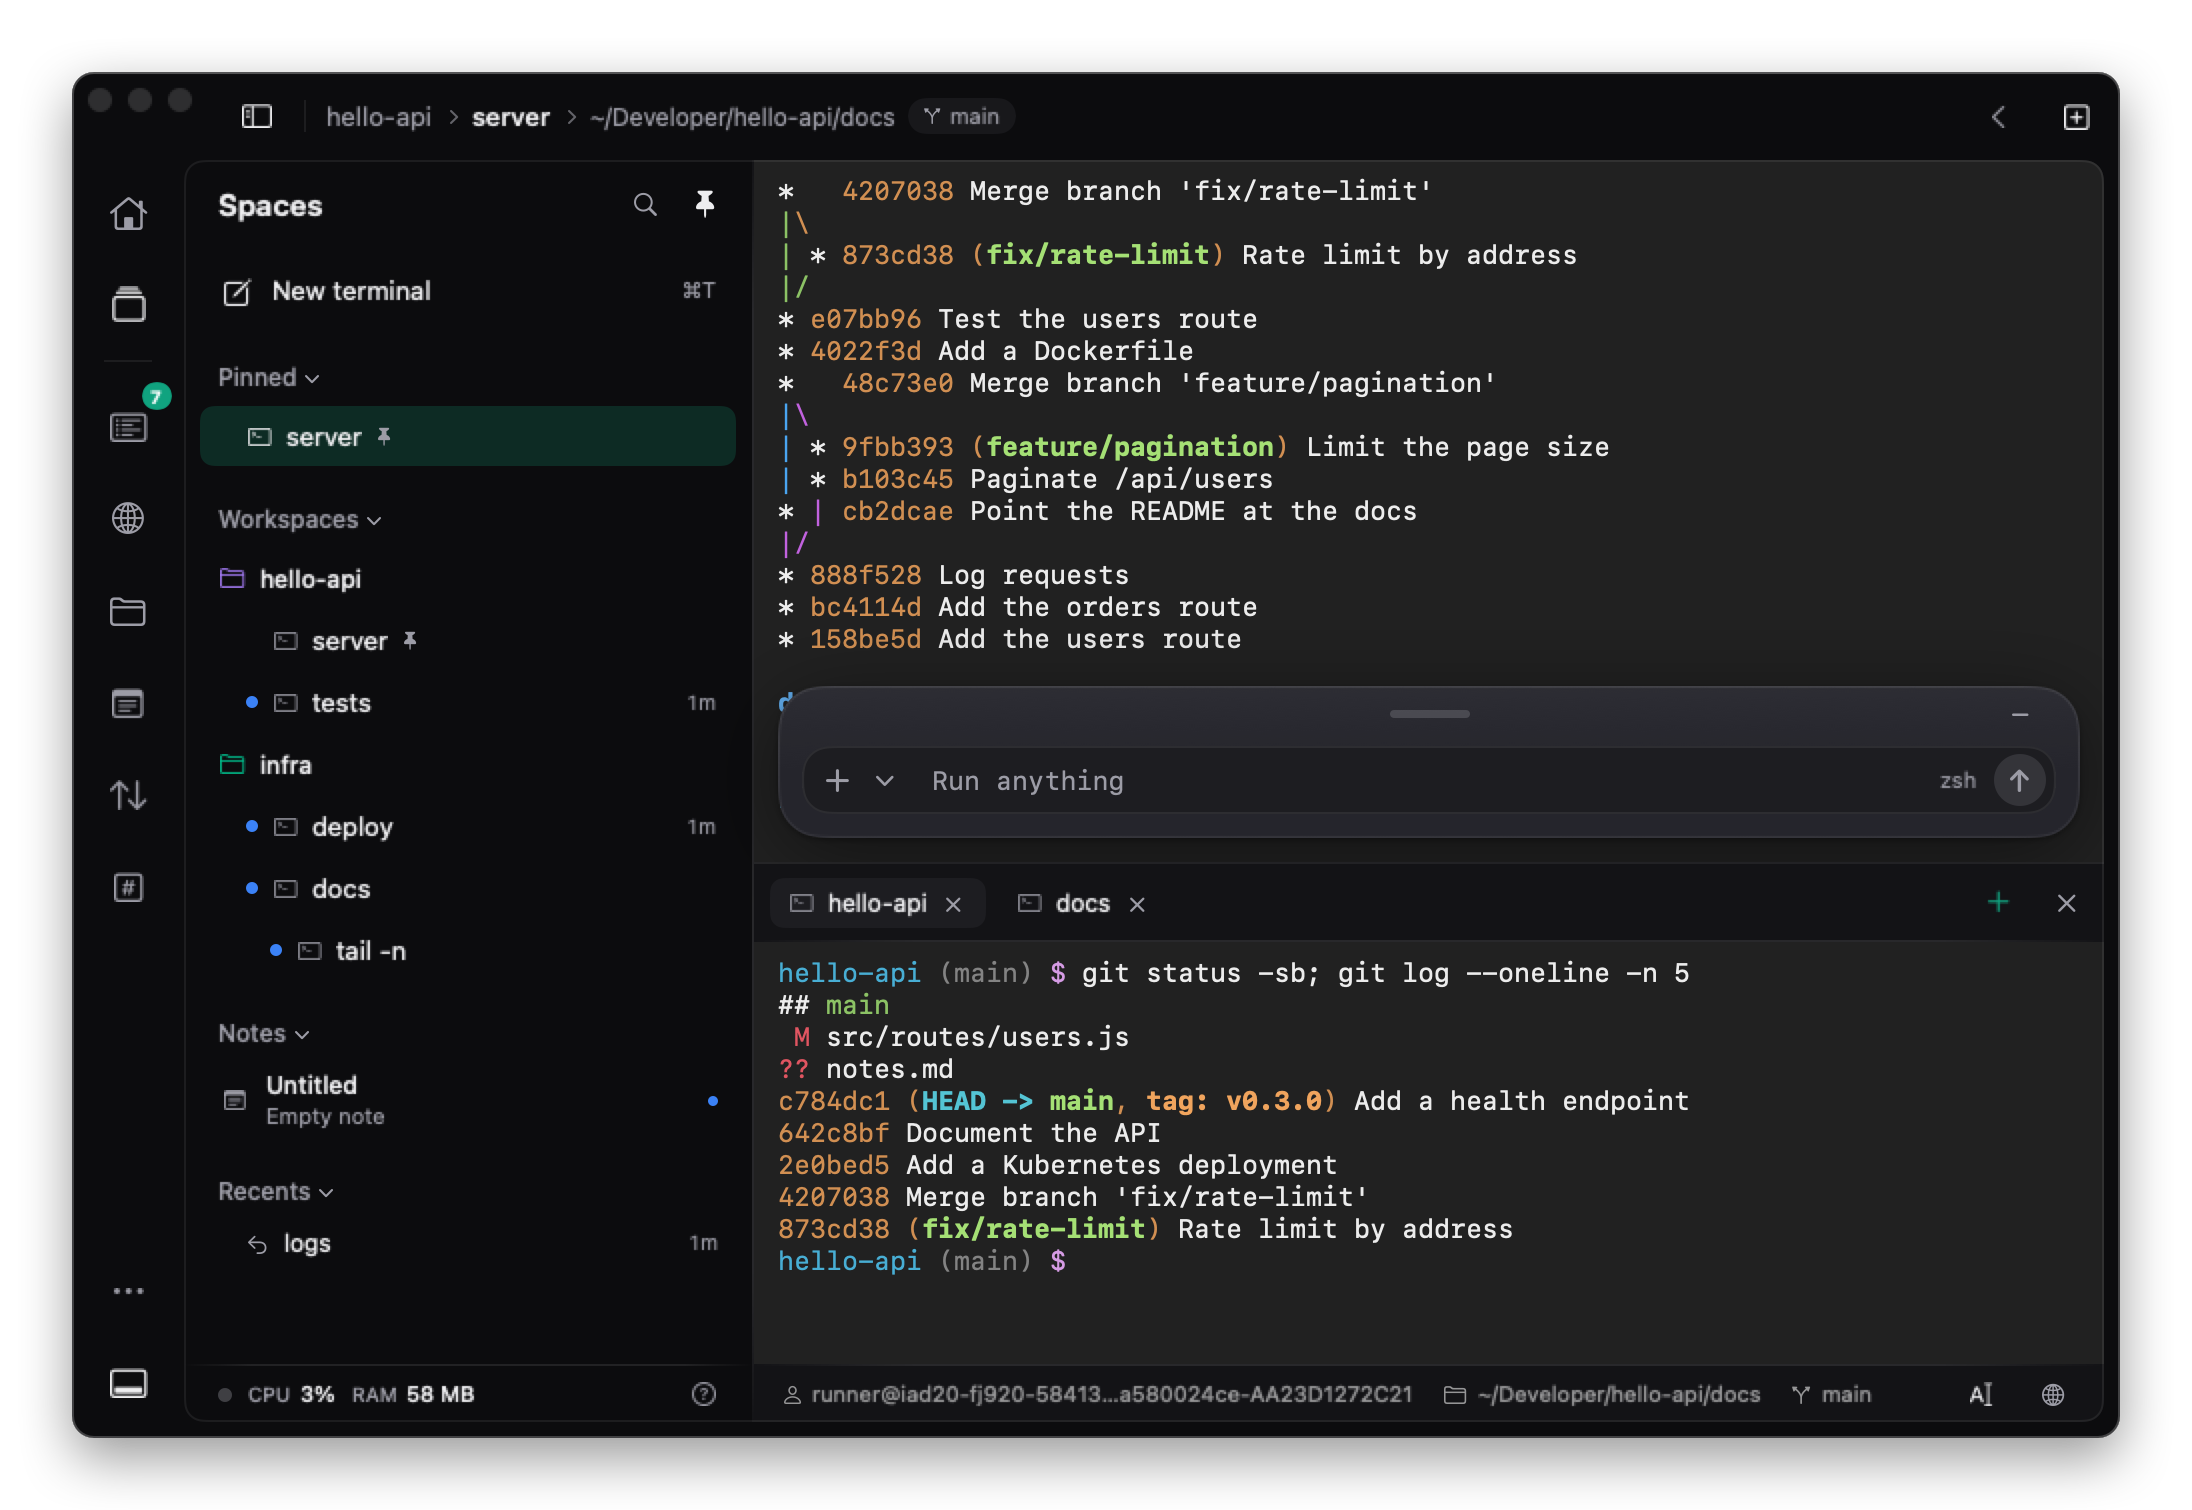 hello-api > server > ~/Developer/hello-api/docs main
Spaces
New terminal ⌘T
Pinned
server
Workspaces
hello-api
server
tests 1m
infra
deploy 1m
docs
tail -n
Notes
Untitled
Empty note
Recents
logs 1m
CPU 3% RAM 58 MB
7
*   4207038 Merge branch 'fix/rate-limit'
|\
| * 873cd38 (fix/rate-limit) Rate limit by address
|/
* e07bb96 Test the users route
* 4022f3d Add a Dockerfile
*   48c73e0 Merge branch 'feature/pagination'
|\
| * 9fbb393 (feature/pagination) Limit the page size
| * b103c45 Paginate /api/users
* | cb2dcae Point the README at the docs
|/
* 888f528 Log requests
* bc4114d Add the orders route
* 158be5d Add the users route
Run anything zsh
hello-api docs
hello-api (main) $ git status -sb; git log --oneline -n 5
## main
 M src/routes/users.js
?? notes.md
c784dc1 (HEAD -> main, tag: v0.3.0) Add a health endpoint
642c8bf Document the API
2e0bed5 Add a Kubernetes deployment
4207038 Merge branch 'fix/rate-limit'
873cd38 (fix/rate-limit) Rate limit by address
hello-api (main) $
runner@iad20-fj920-58413...a580024ce-AA23D1272C21 ~/Developer/hello-api/docs main